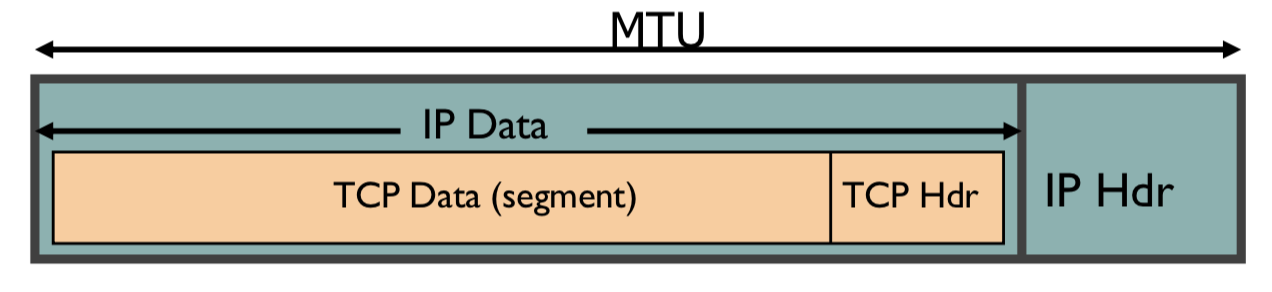 MTU
IP Data
TCP Data (segment)
TCP Hdr
IP Hdr